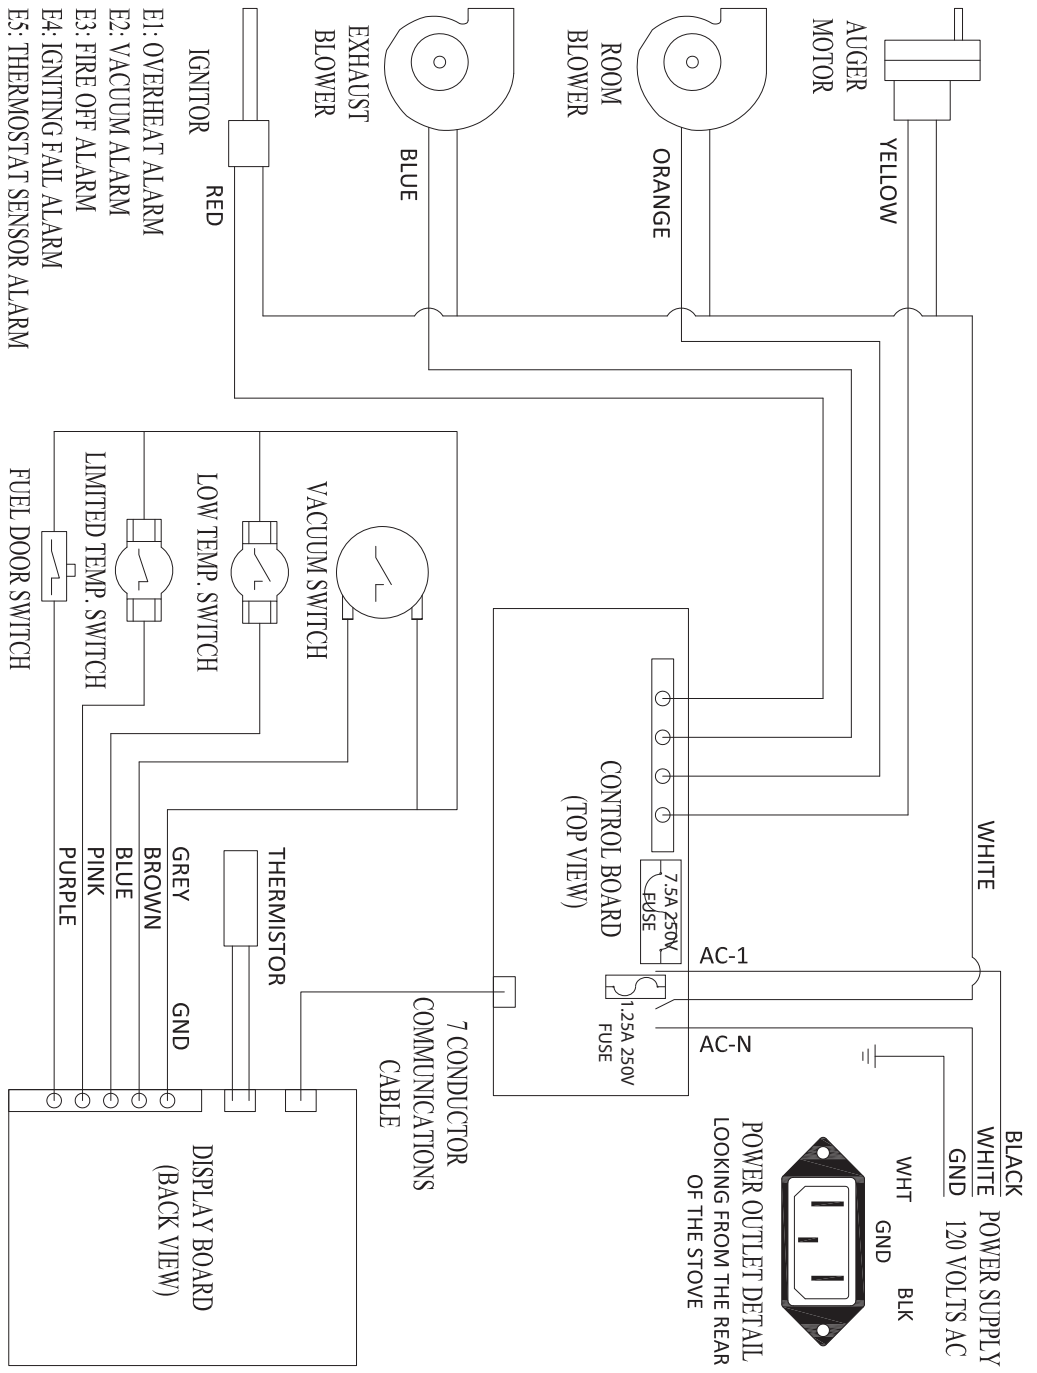 POWER SUPPLY
120 VOLTS AC
BLACK
WHITE
GND
WHT
GND
BLK
POWER OUTLET DETAIL
LOOKING FROM THE REAR
OF THE STOVE
WHITE
AC-1
AC-N
7.5A 250V
FUSE
1.25A 250V
FUSE
CONTROL BOARD
(TOP VIEW)
AUGER
MOTOR
YELLOW
ROOM
BLOWER
ORANGE
EXHAUST
BLOWER
BLUE
IGNITOR
RED
VACUUM SWITCH
LOW TEMP. SWITCH
LIMITED TEMP. SWITCH
FUEL DOOR SWITCH
7 CONDUCTOR
COMMUNICATIONS
CABLE
THERMISTOR
GREY
BROWN
BLUE
PINK
PURPLE
GND
DISPLAY BOARD
(BACK VIEW)
E1: OVERHEAT ALARM
E2: VACUUM ALARM
E3: FIRE OFF ALARM
E4: IGNITING FAIL ALARM
E5: THERMOSTAT SENSOR ALARM